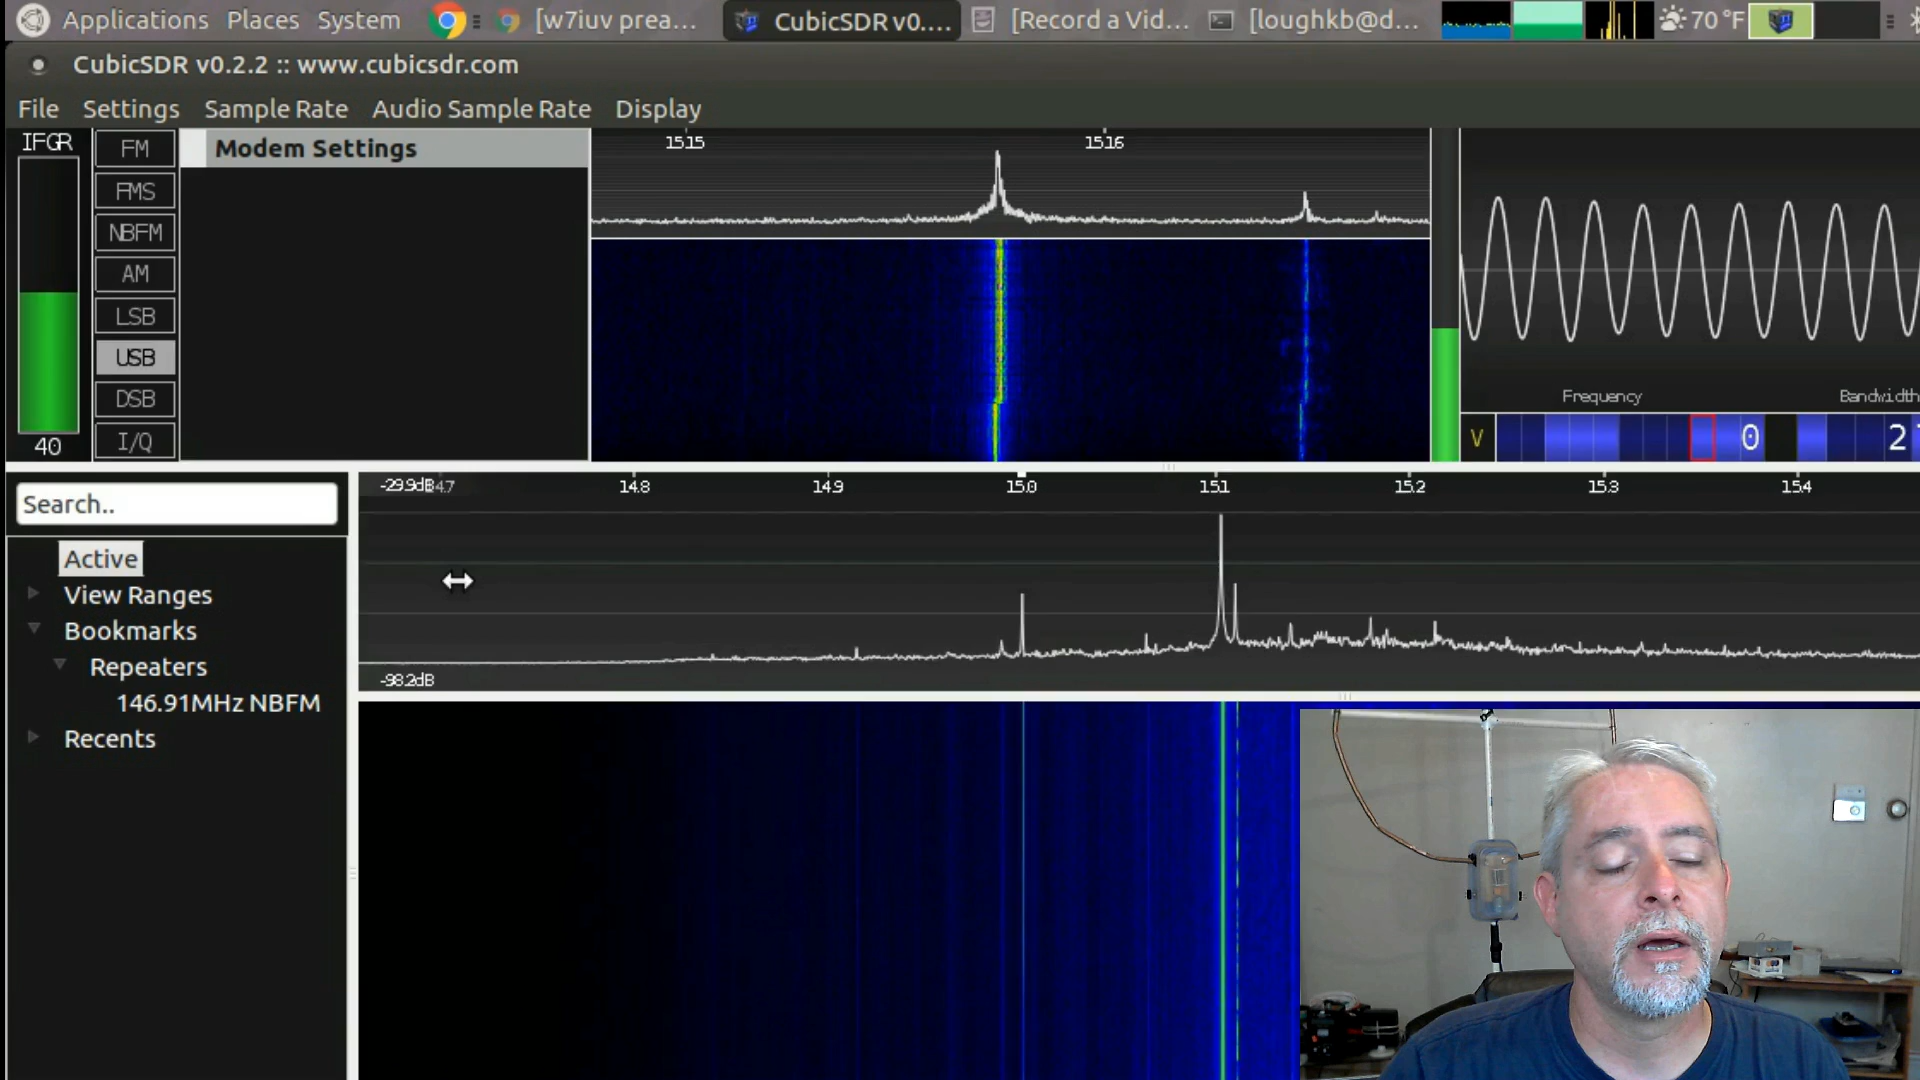 Applications Places System [w7iuv prea... CubicSDR v0.... [Record a Vid... [loughkb@d... 70 °F
CubicSDR v0.2.2 :: www.cubicsdr.com
File Settings Sample Rate Audio Sample Rate Display
IFGR
FM
FMS
NBFM
AM
LSB
USB
DSB
I/Q
40
Modem Settings
15.15 15.16
Frequency Bandwidth
V 0 2
Search..
Active
View Ranges
Bookmarks
Repeaters
146.91MHz NBFM
Recents
-29.9dB 14.8 14.9 15.0 15.1 15.2 15.3 15.4
-98.2dB